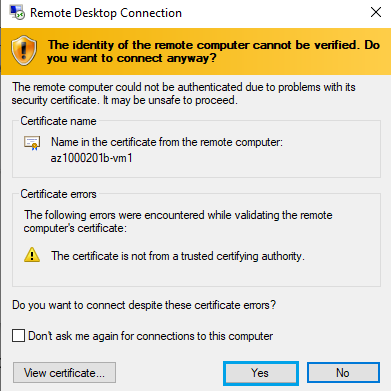 Remote Desktop Connection
The identity of the remote computer cannot be verified. Do
you want to connect anyway?
The remote computer could not be authenticated due to problems with its
security certificate. It may be unsafe to proceed.
Certificate name
Name in the certificate from the remote computer:
az1000201b-vm1
Certificate errors
The following errors were encountered while validating the remote
computer's certificate:
The certificate is not from a trusted certifying authority.
Do you want to connect despite these certificate errors?
Don't ask me again for connections to this computer
View certificate... Yes No